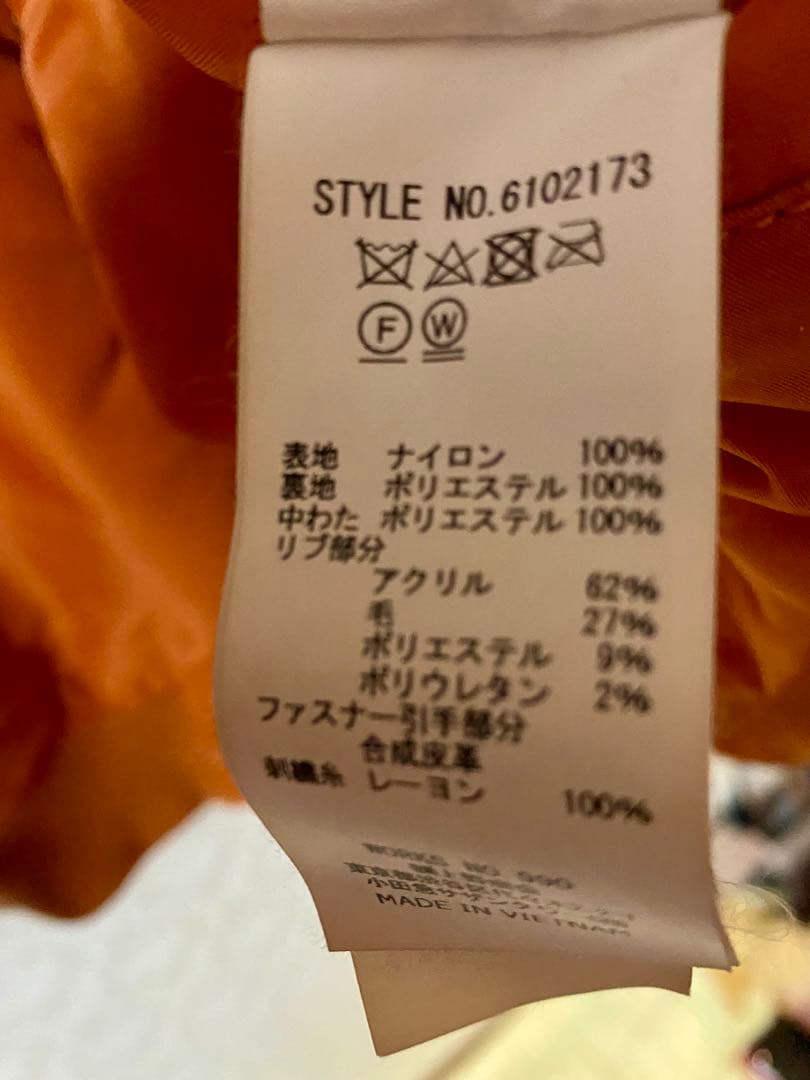 STYLE NO.6102173
F W
表地 ナイロン 100%
裏地 ポリエステル 100%
中わた ポリエステル 100%
リブ部分
アクリル 62%
毛 27%
ポリエステル 9%
ポリウレタン 2%
ファスナー引手部分
合成皮革
刺繍糸 レーヨン 100%
WORKS NO.990
MADE IN VIETNAM